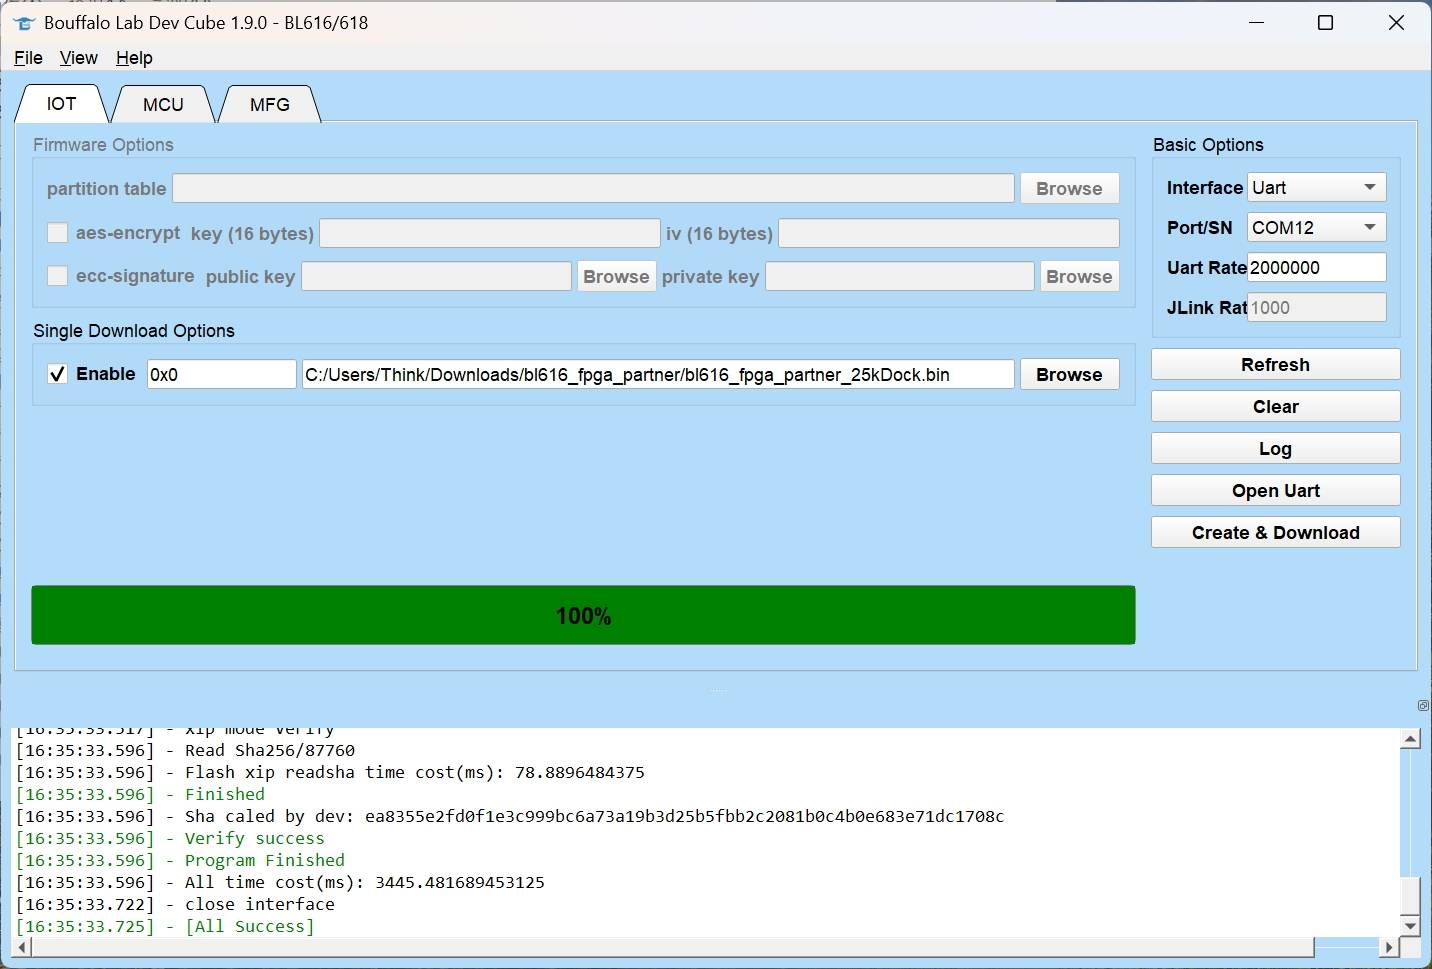 Bouffalo Lab Dev Cube 1.9.0 - BL616/618
File View Help
IOT MCU MFG
Firmware Options
partition table Browse
aes-encrypt key (16 bytes) iv (16 bytes)
ecc-signature public key Browse private key Browse
Single Download Options
Enable 0x0 C:/Users/Think/Downloads/bl616_fpga_partner/bl616_fpga_partner_25kDock.bin Browse
100%
Basic Options
Interface Uart
Port/SN COM12
Uart Rate 2000000
JLink Rat 1000
Refresh
Clear
Log
Open Uart
Create & Download
[16:35:33.517] - xip mode Verify
[16:35:33.596] - Read Sha256/87760
[16:35:33.596] - Flash xip readsha time cost(ms): 78.8896484375
[16:35:33.596] - Finished
[16:35:33.596] - Sha caled by dev: ea8355e2fd0f1e3c999bc6a73a19b3d25b5fbb2c2081b0c4b0e683e71dc1708c
[16:35:33.596] - Verify success
[16:35:33.596] - Program Finished
[16:35:33.596] - All time cost(ms): 3445.481689453125
[16:35:33.722] - close interface
[16:35:33.725] - [All Success]